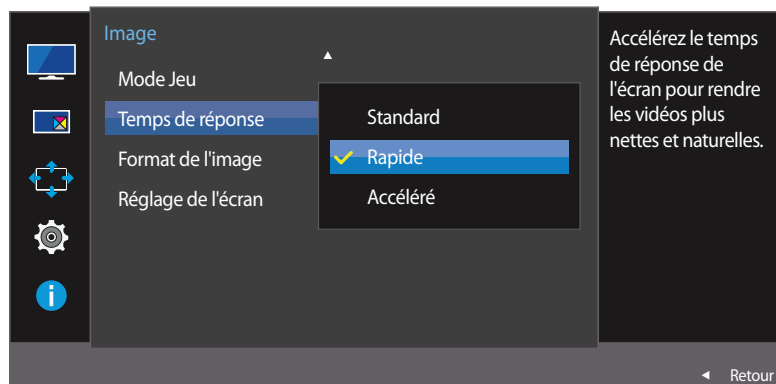 Image
Mode Jeu
Temps de réponse
Format de l'image
Réglage de l'écran
Standard
Rapide
Accéléré
Accélérez le temps
de réponse de
l'écran pour rendre
les vidéos plus
nettes et naturelles.
Retour